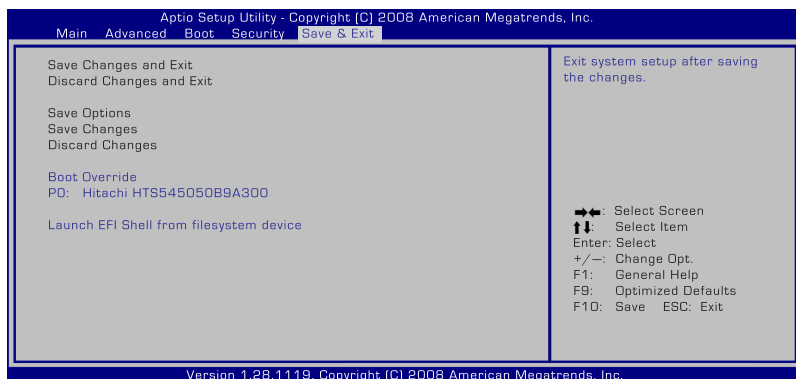 Aptio Setup Utility - Copyright (C) 2008 American Megatrends, Inc.
Main Advanced Boot Security Save & Exit
Save Changes and Exit
Discard Changes and Exit
Save Options
Save Changes
Discard Changes
Boot Override
P0: Hitachi HTS545050B9A300
Launch EFI Shell from filesystem device
Exit system setup after saving
the changes.
➡⬅: Select Screen
⬆⬇: Select Item
Enter: Select
+/—: Change Opt.
F1: General Help
F9: Optimized Defaults
F10: Save ESC: Exit
Version 1.28.1119. Copyright (C) 2008 American Megatrends, Inc.